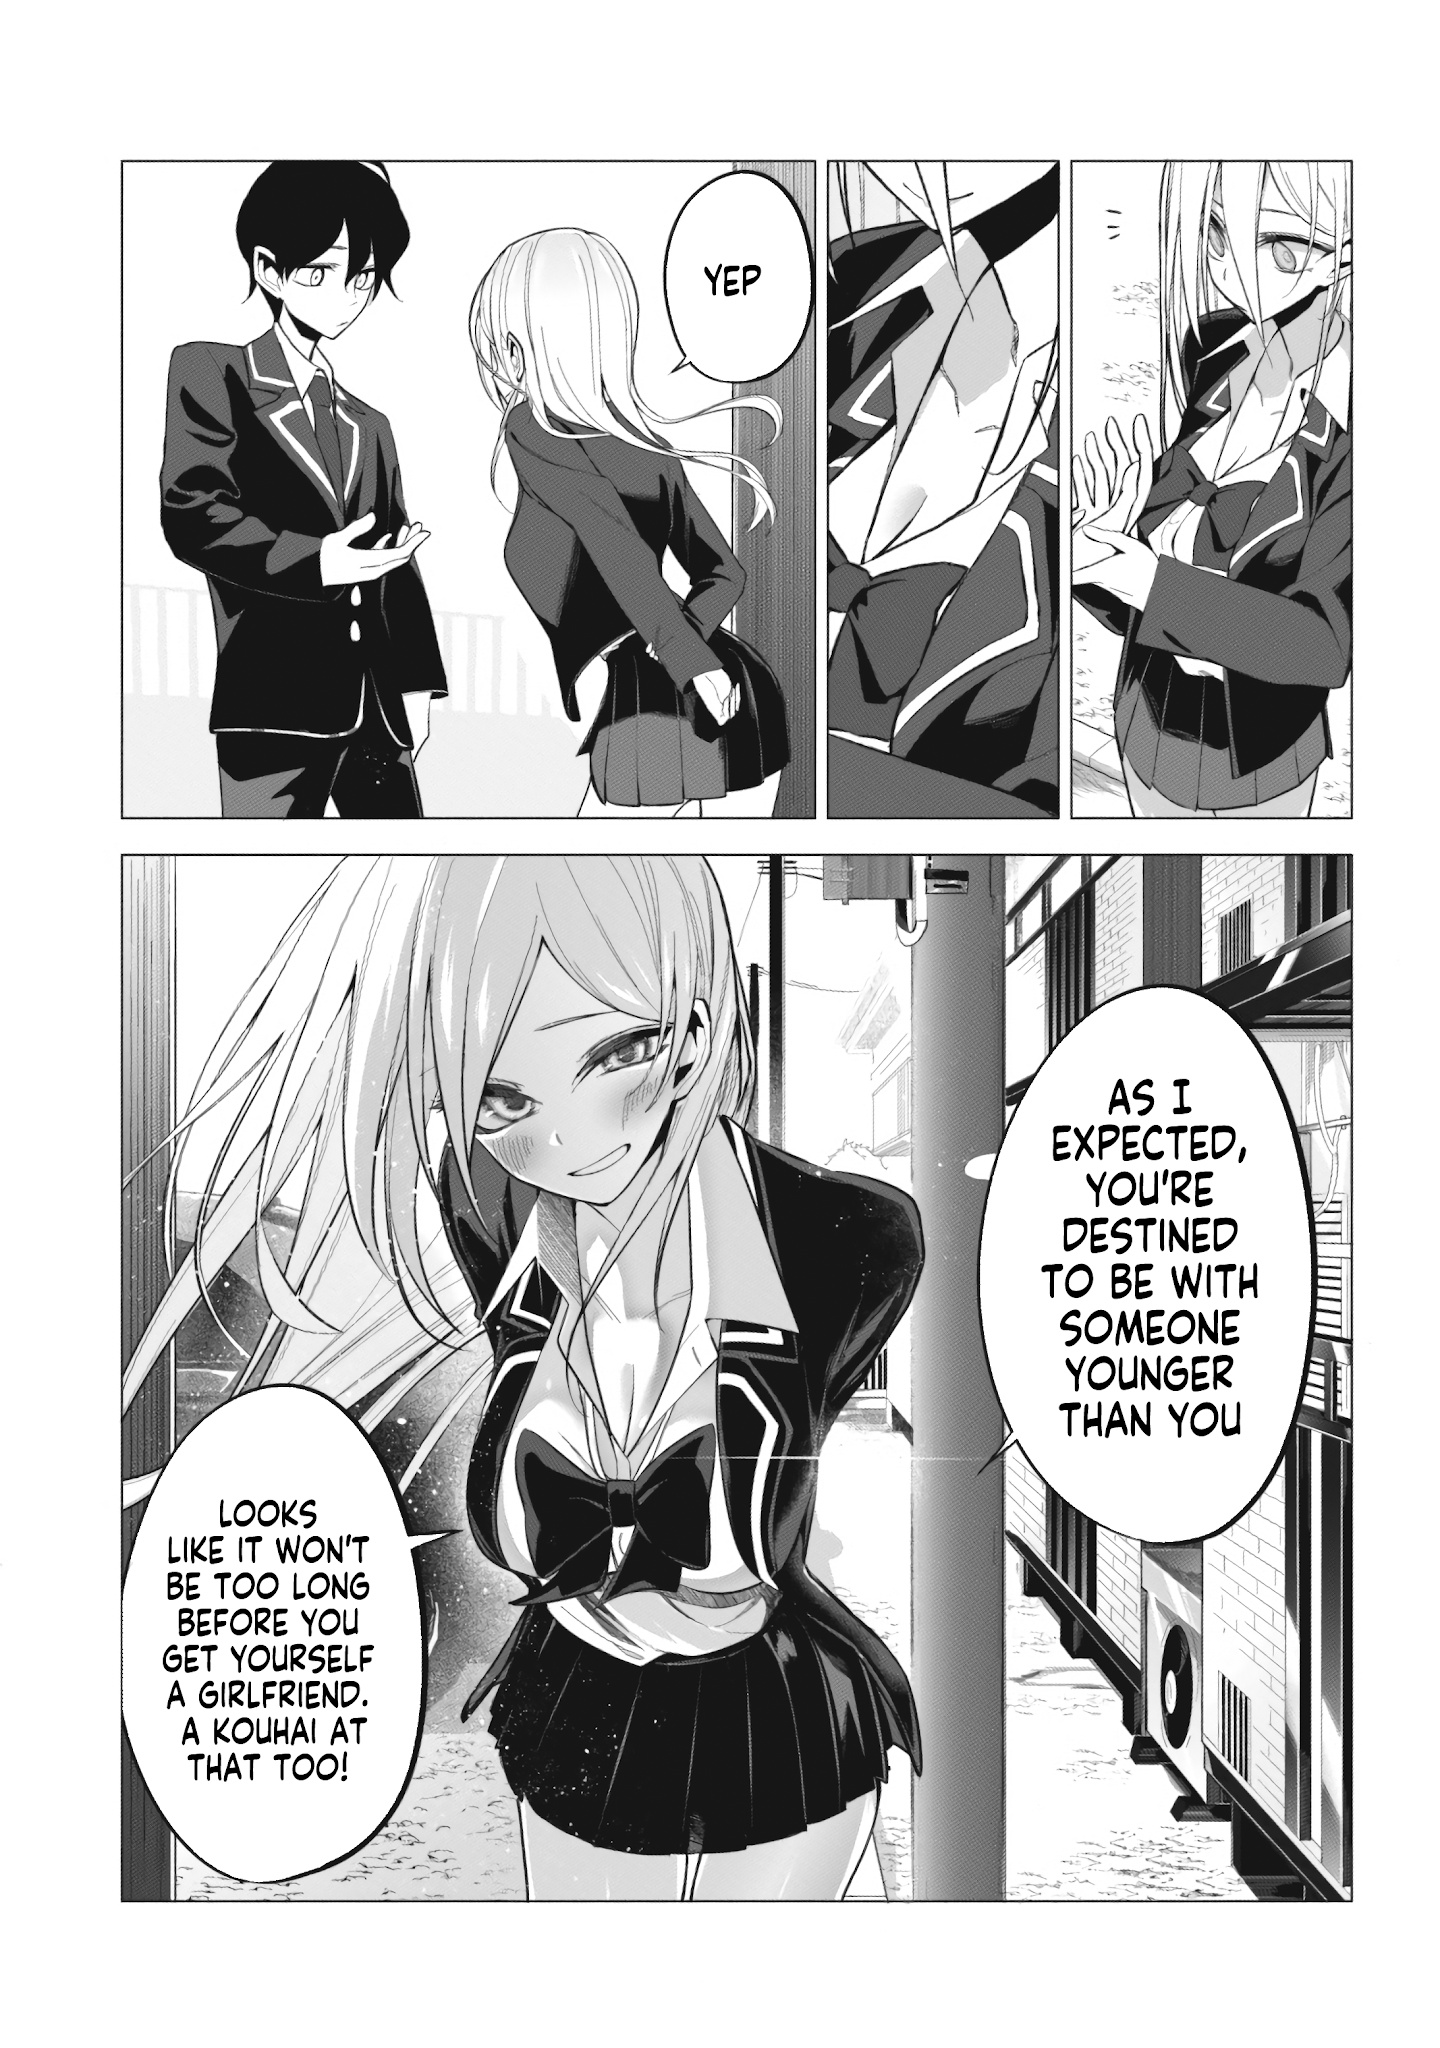 YEP
AS I
EXPECTED,
YOU'RE
DESTINED
TO BE WITH
SOMEONE
YOUNGER
THAN YOU
LOOKS
LIKE IT WON'T
BE TOO LONG
BEFORE YOU
GET YOURSELF
A GIRLFRIEND.
A KOUHAI AT
THAT TOO!